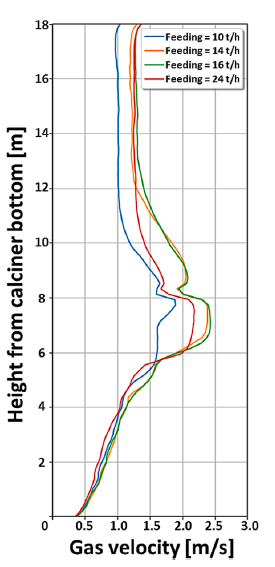 Feeding = 10 t/h
Feeding = 14 t/h
Feeding = 16 t/h
Feeding = 24 t/h
Height from calciner bottom [m]
18
16
14
12
10
8
6
4
2
0 0.5 1.0 1.5 2.0 2.5 3.0
Gas velocity [m/s]